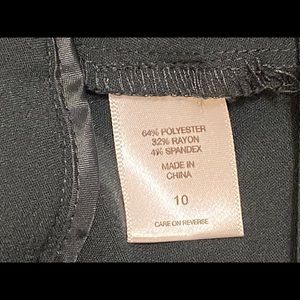 64% POLYESTER
32% RAYON
4% SPANDEX
MADE IN
CHINA
10
CARE ON REVERSE